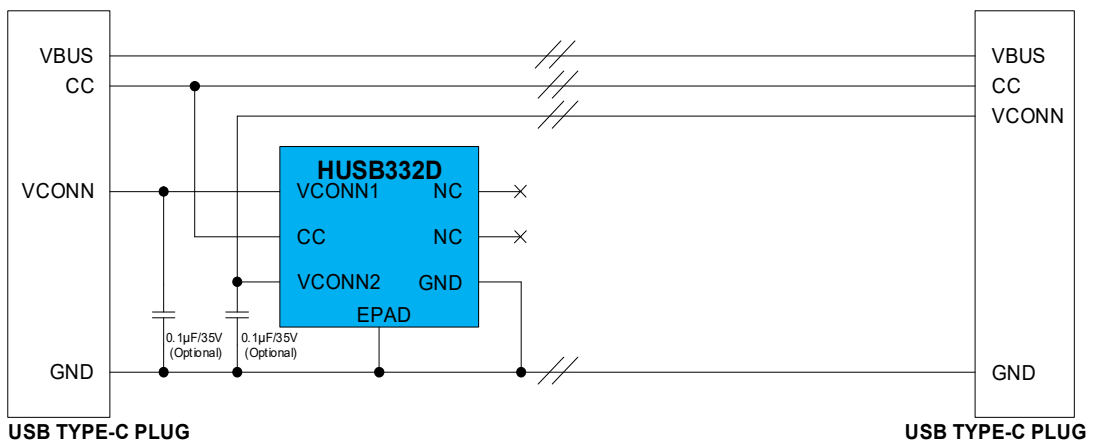 VBUS
VBUS
CC
CC
VCONN
HUSB332D
VCONN
VCONN1
NC
CC
NC
VCONN2
GND
EPAD
0.1µF/35V
(Optional)
0.1µF/35V
(Optional)
GND
GND
USB TYPE-C PLUG
USB TYPE-C PLUG